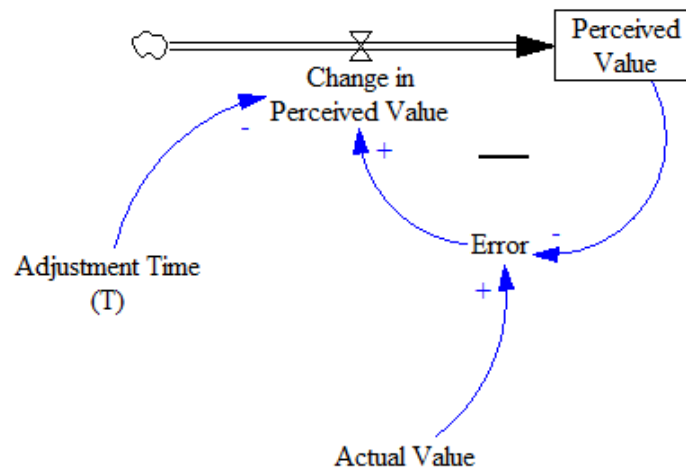 Perceived
Value
Change in
Perceived Value
-
+
-
Error
Adjustment Time
(T)
+
Actual Value